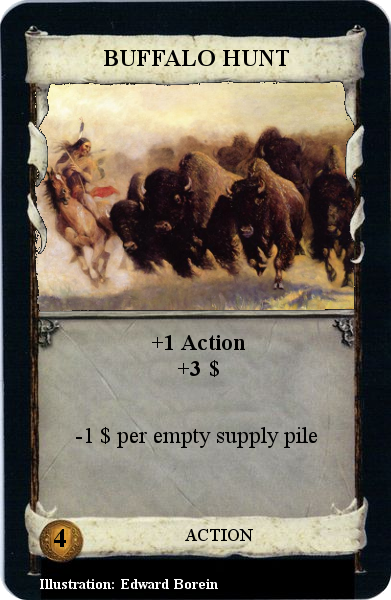 BUFFALO HUNT
+1 Action
+3 $
-1 $ per empty supply pile
4
ACTION
Illustration: Edward Borein